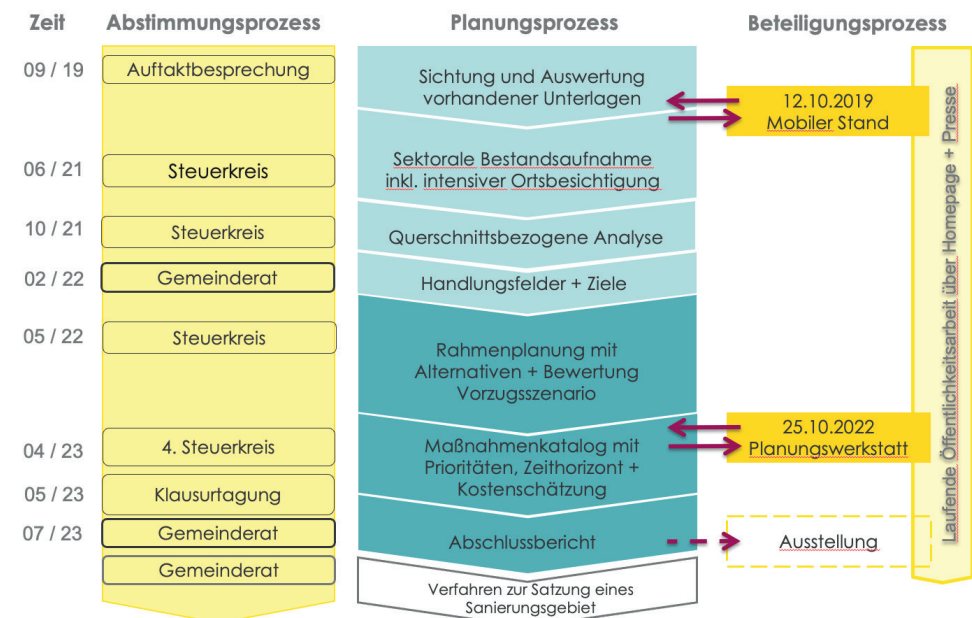 Zeit
Abstimmungsprozess
Planungsprozess
Beteiligungsprozess
09 / 19
Auftaktbesprechung
Sichtung und Auswertung
vorhandener Unterlagen
12.10.2019
Mobiler Stand
06 / 21
Steuerkreis
Sektorale Bestandsaufnahme
inkl. intensiver Ortsbesichtigung
10 / 21
Steuerkreis
Querschnittsbezogene Analyse
02 / 22
Gemeinderat
Handlungsfelder + Ziele
05 / 22
Steuerkreis
Rahmenplanung mit
Alternativen + Bewertung
Vorzugsszenario
25.10.2022
Planungswerkstatt
04 / 23
4. Steuerkreis
Maßnahmenkatalog mit
Prioritäten, Zeithorizont +
Kostenschätzung
05 / 23
Klausurtagung
07 / 23
Gemeinderat
Abschlussbericht
Ausstellung
Gemeinderat
Verfahren zur Satzung eines
Sanierungsgebiet
Laufende Öffentlichkeitsarbeit über Homepage + Presse